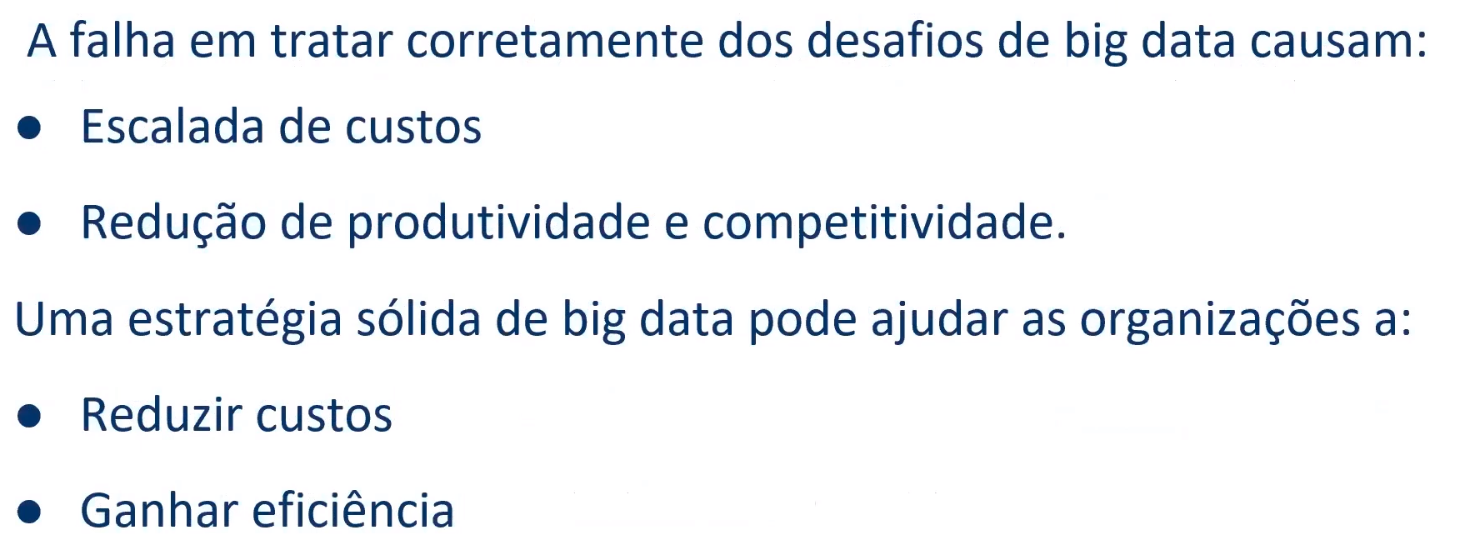 A falha em tratar corretamente dos desafios de big data causam:
● Escalada de custos
● Redução de produtividade e competitividade.
Uma estratégia sólida de big data pode ajudar as organizações a:
● Reduzir custos
● Ganhar eficiência